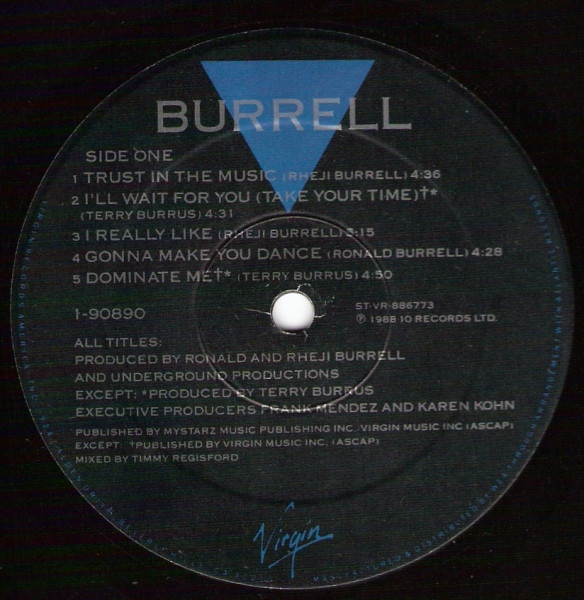 BURRELL
SIDE ONE
1 TRUST IN THE MUSIC (RHEJI BURRELL) 4:36
2 I'LL WAIT FOR YOU (TAKE YOUR TIME)†*
(TERRY BURRUS) 4:31
3 I REALLY LIKE (RHEJI BURRELL) 5:15
4 GONNA MAKE YOU DANCE (RONALD BURRELL) 4:28
5 DOMINATE ME†* (TERRY BURRUS) 4:50
1-90890
ST-VR-886773
℗ 1988 10 RECORDS LTD.
ALL TITLES:
PRODUCED BY RONALD AND RHEJI BURRELL
AND UNDERGROUND PRODUCTIONS
EXCEPT: *PRODUCED BY TERRY BURRUS
EXECUTIVE PRODUCERS FRANK MENDEZ AND KAREN KOHN
PUBLISHED BY MYSTARZ MUSIC PUBLISHING INC. VIRGIN MUSIC INC (ASCAP)
EXCEPT: †PUBLISHED BY VIRGIN MUSIC INC. (ASCAP)
MIXED BY TIMMY REGISFORD
Virgin